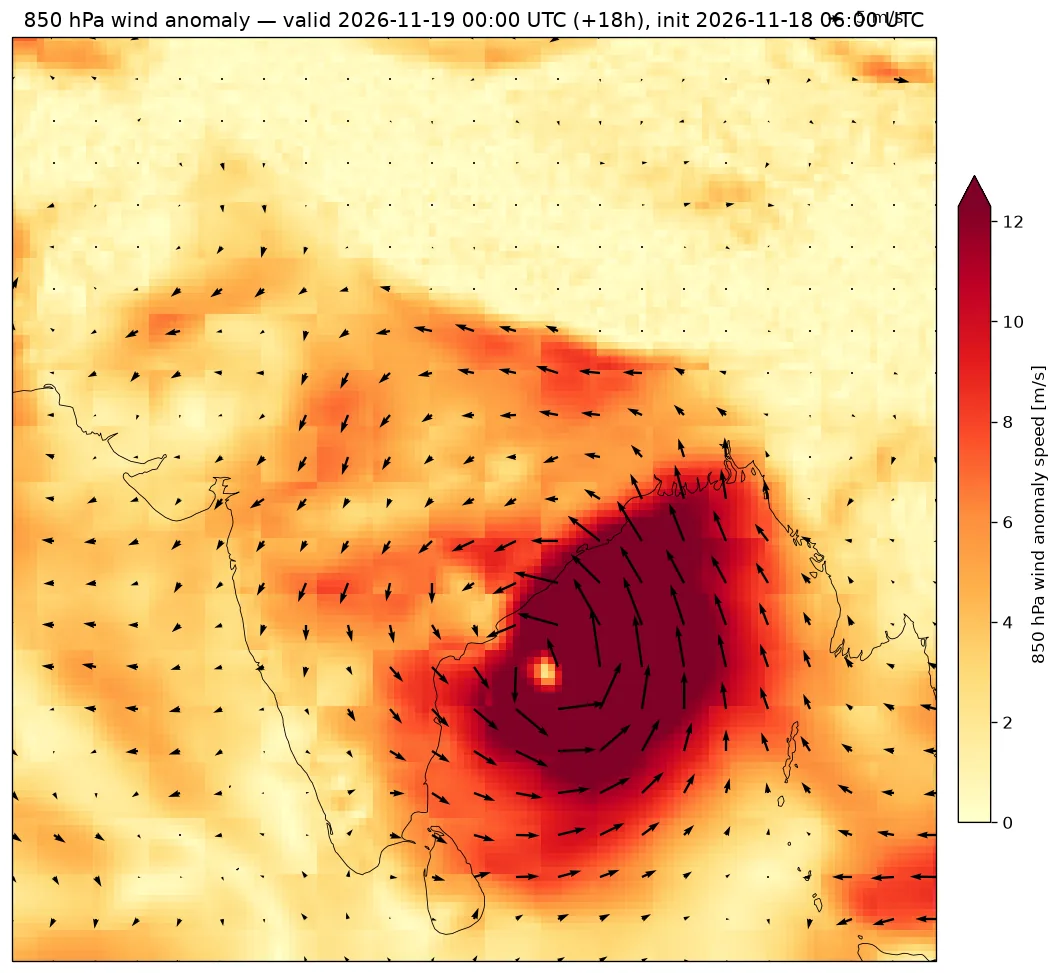 850 hPa wind anomaly — valid 2026-11-19 00:00 UTC (+18h), init 2026-11-18 06:00 UTC
5 m/s
12
10
8
6
4
2
0
850 hPa wind anomaly speed [m/s]